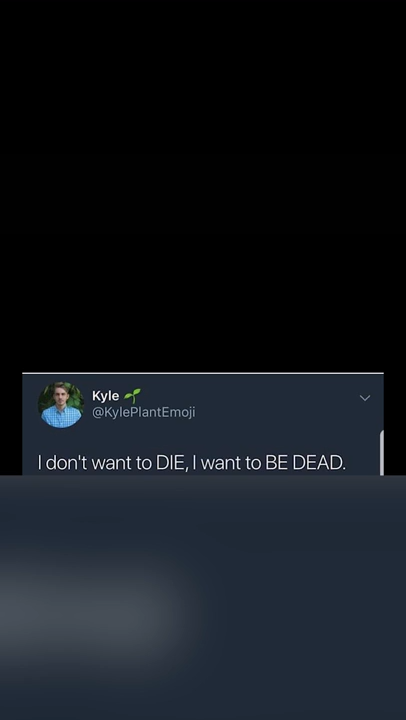 Kyle 🌱
@KylePlantEmoji
I don't want to DIE, I want to BE DEAD.